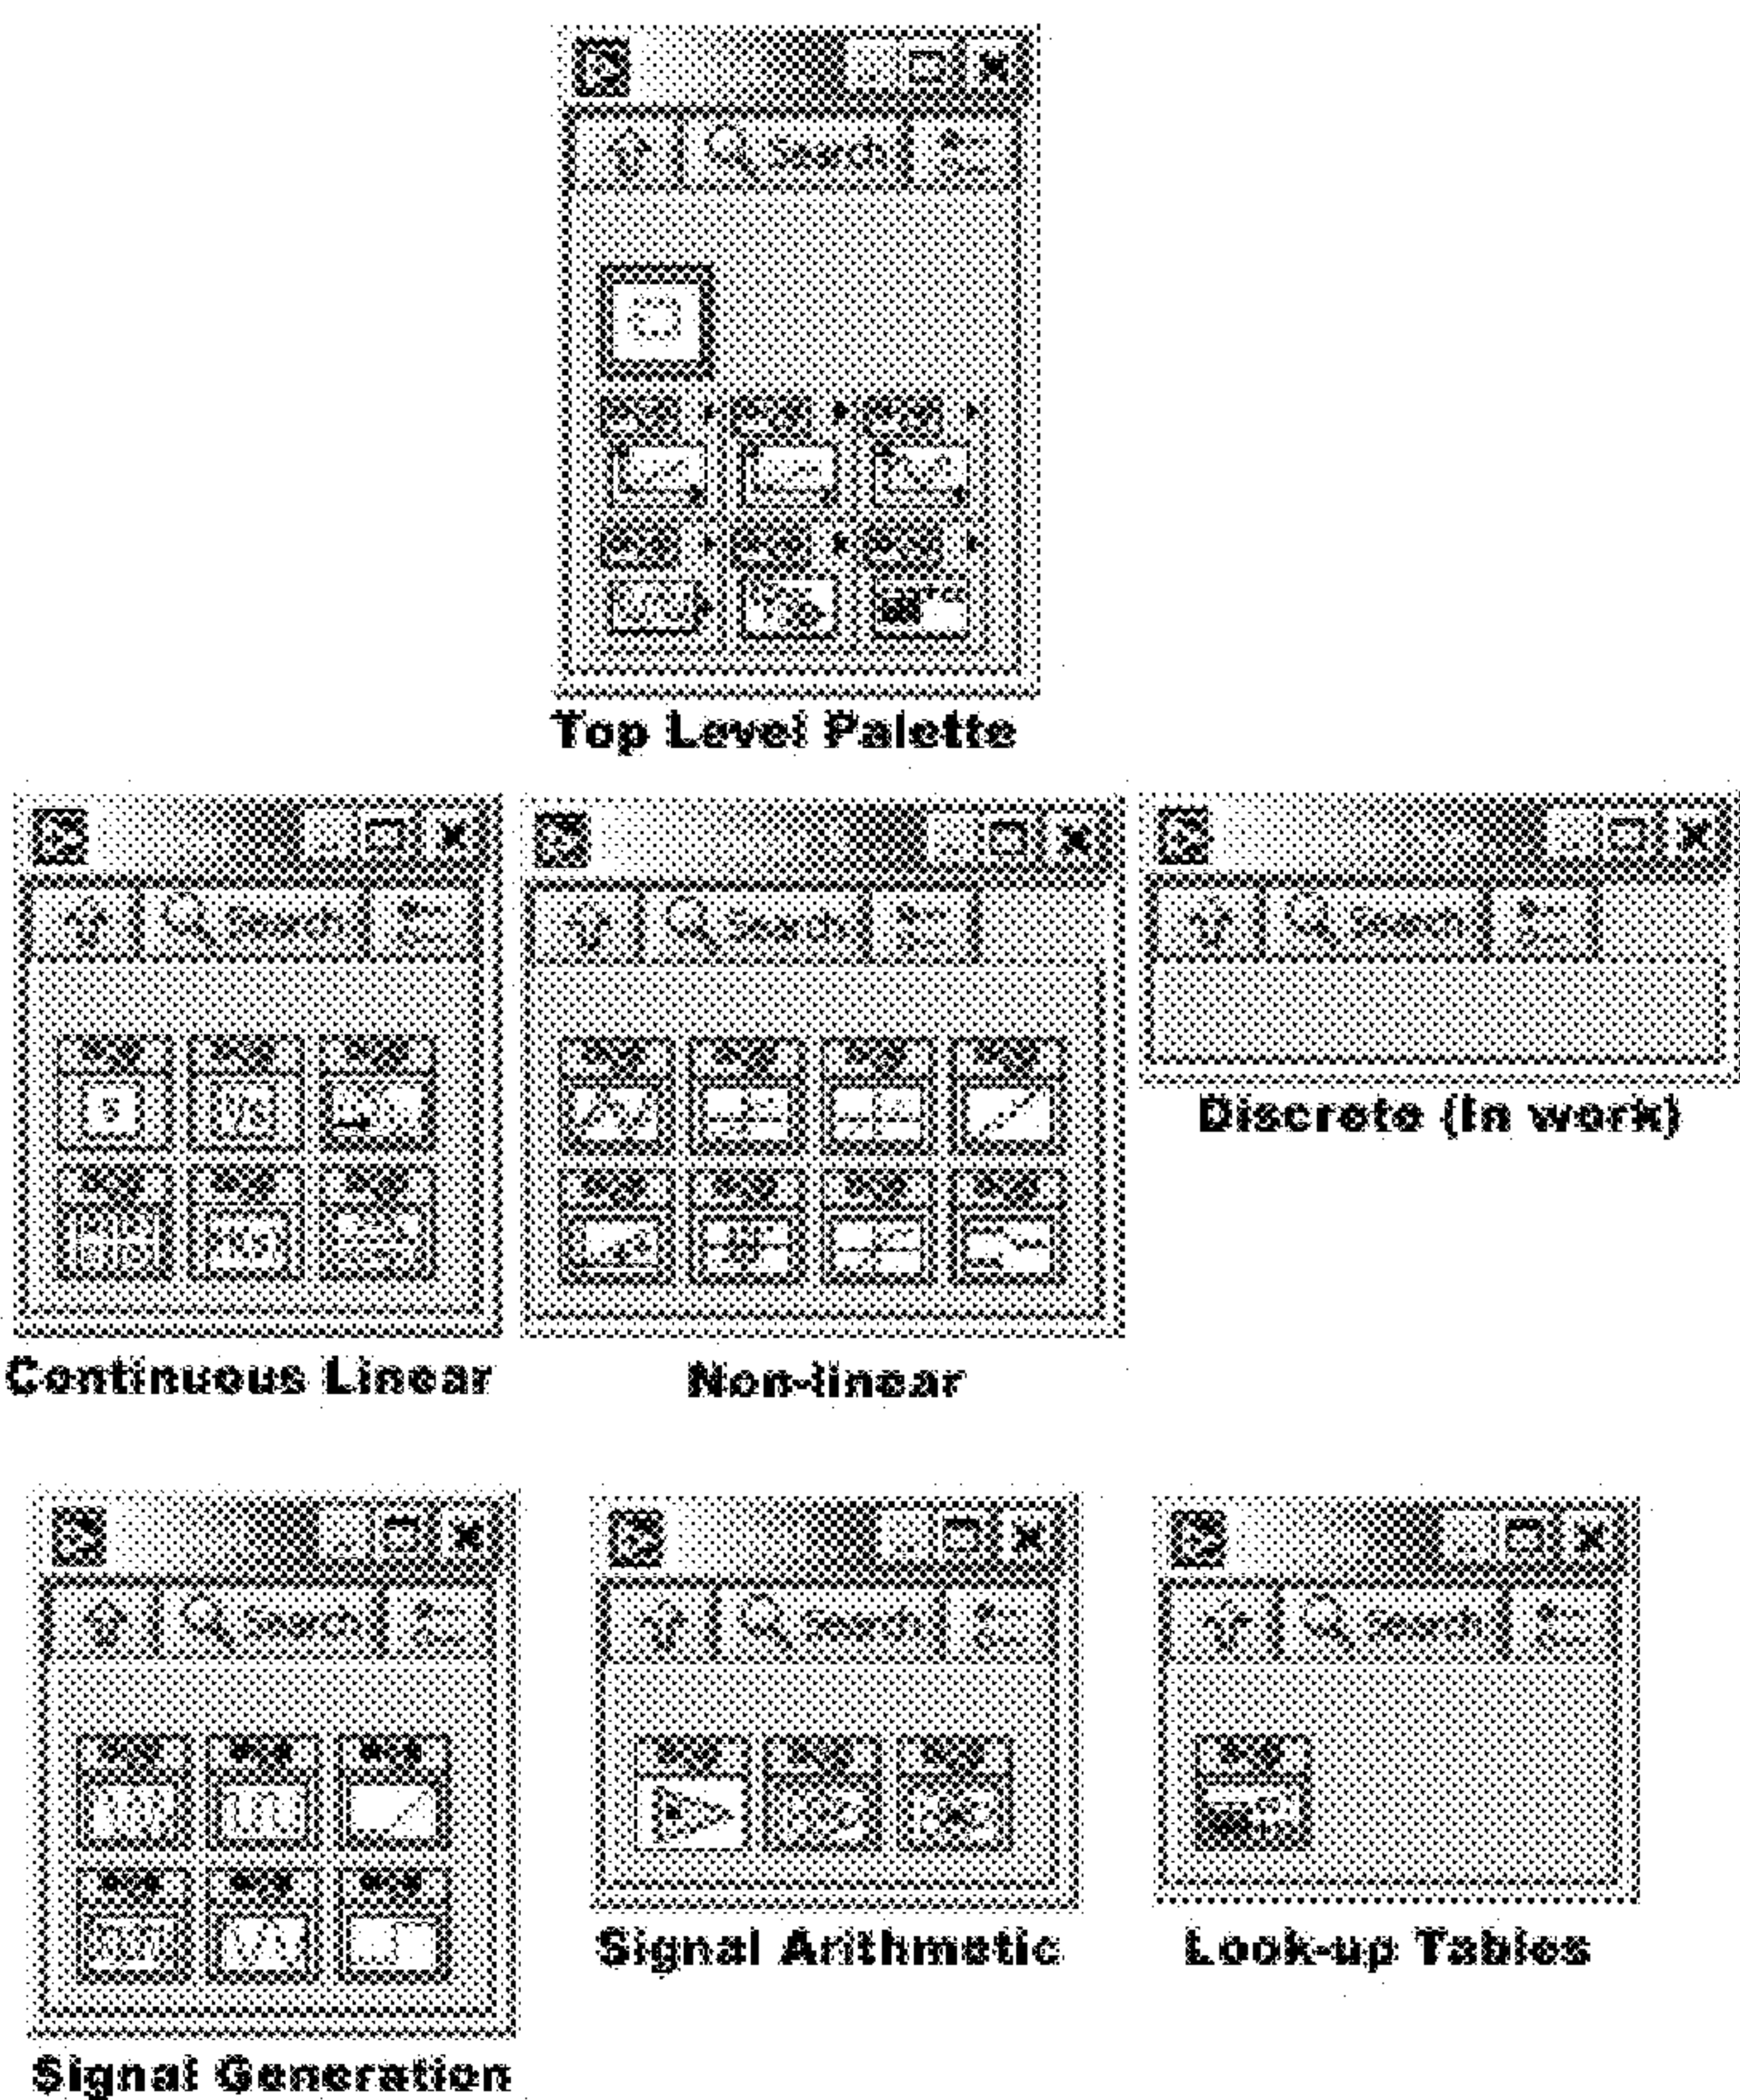 Search
Top Level Palette
Search
Search
Search
Discrete (In work)
Continuous Linear
Non-linear
Search
Search
Search
Signal Arithmetic
Look-up Tables
Signal Generation